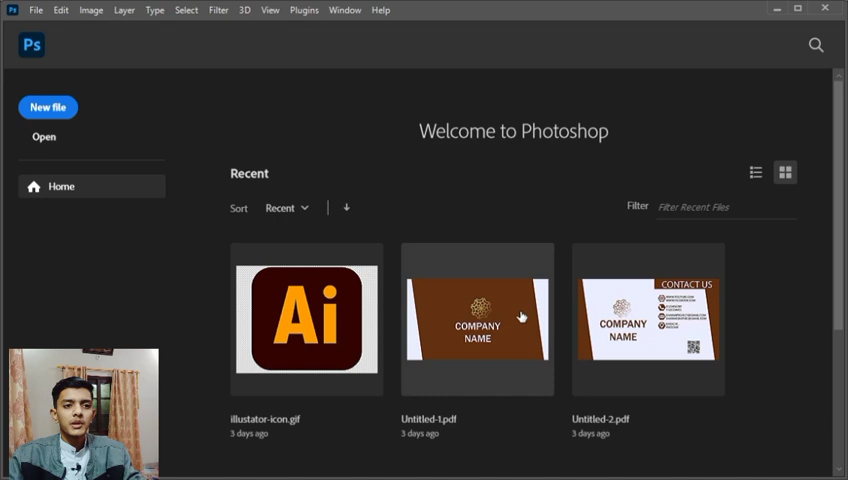 Ps File Edit Image Layer Type Select Filter 3D View Plugins Window Help
Ps
New file
Open
Home
Welcome to Photoshop
Recent
Sort Recent
Filter Filter Recent Files
Ai
COMPANY
NAME
CONTACT US
COMPANY
NAME
illustator-icon.gif
3 days ago
Untitled-1.pdf
3 days ago
Untitled-2.pdf
3 days ago